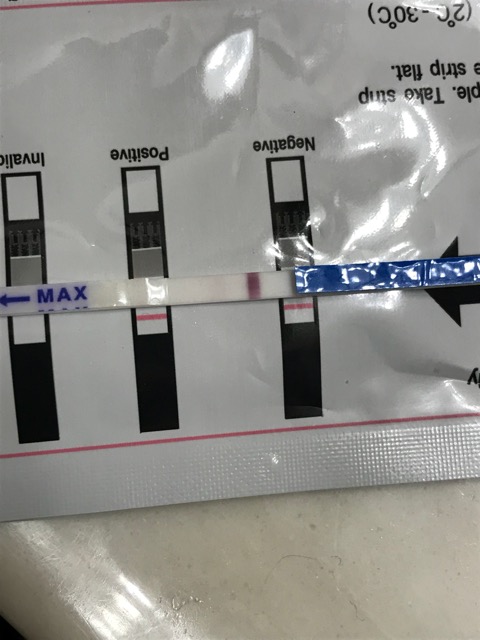 Negative Positive Invalid
ple. Take strip
e strip flat.
(2°C - 30°C)
MAX